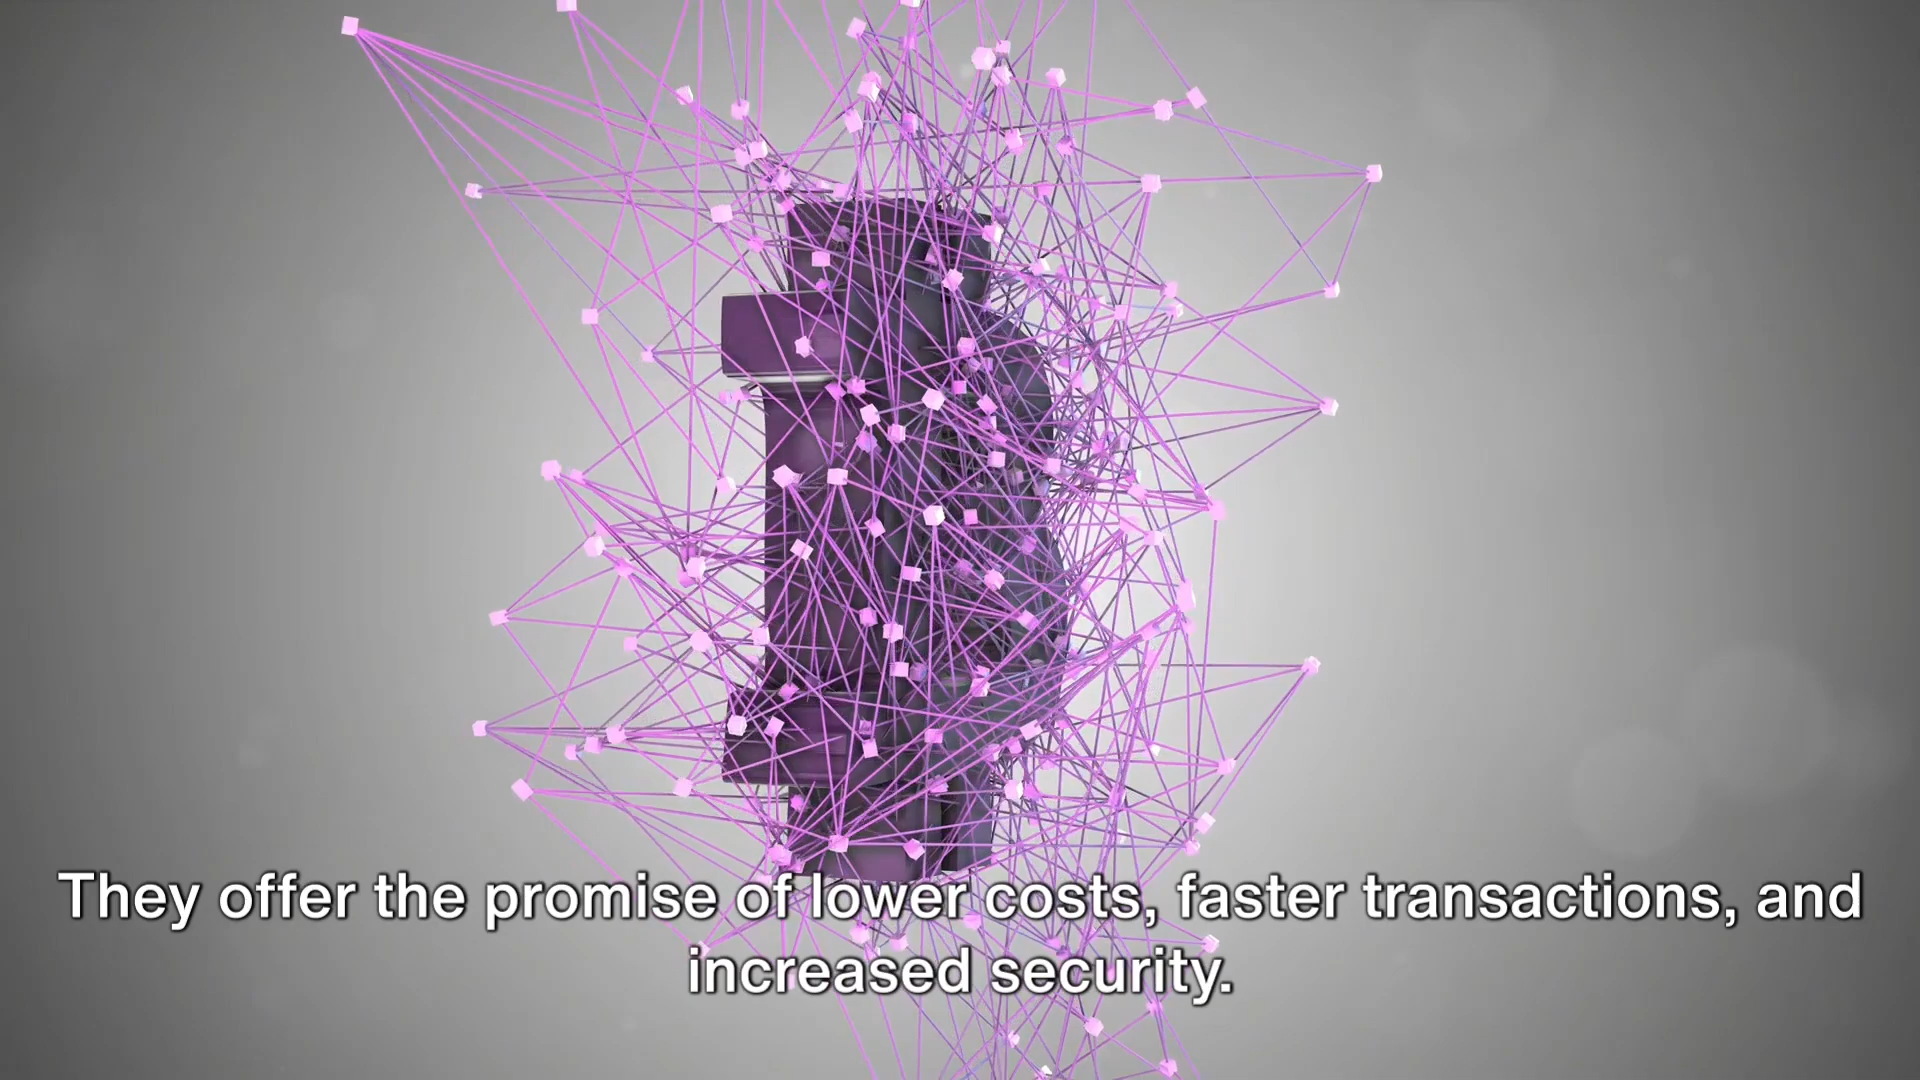 They offer the promise of lower costs, faster transactions, and
increased security.